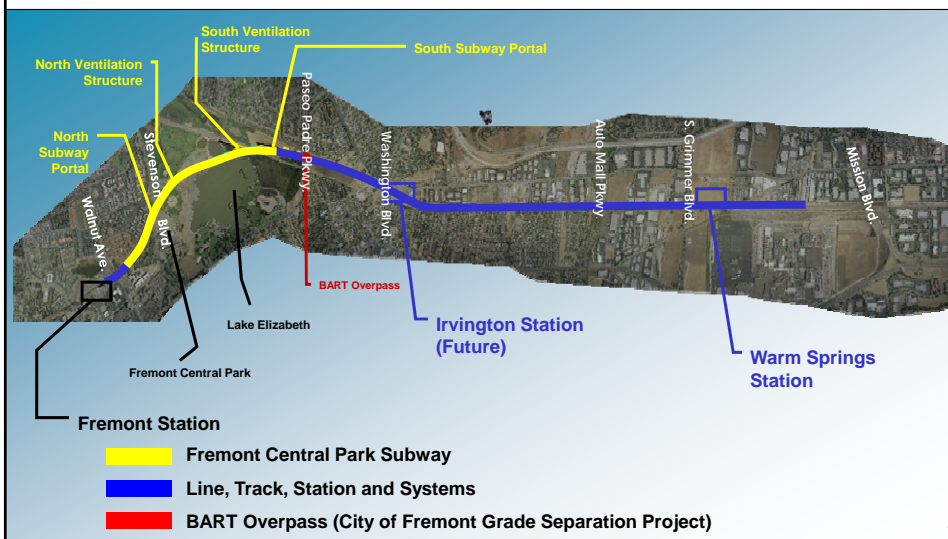 South Ventilation
Structure
South Subway Portal
North Ventilation
Structure
North
Subway
Portal
Stevenson Blvd.
Walnut Ave.
Paseo Padre Pkwy
Washington Blvd.
Auto Mall Pkwy
S. Grimmer Blvd.
Mission Blvd.
BART Overpass
Lake Elizabeth
Irvington Station
(Future)
Warm Springs
Station
Fremont Central Park
Fremont Station
Fremont Central Park Subway
Line, Track, Station and Systems
BART Overpass (City of Fremont Grade Separation Project)